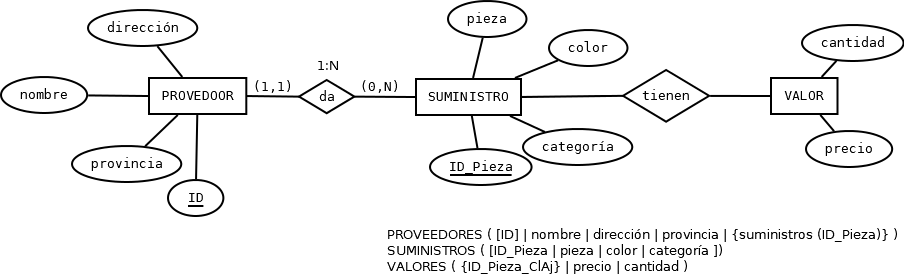 pieza
dirección
color
cantidad
1:N
nombre
PROVEDOOR
(1,1)
da
(0,N)
SUMINISTRO
tienen
VALOR
provincia
ID_Pieza
categoría
precio
ID
PROVEEDORES ( [ID] | nombre | dirección | provincia | {suministros (ID_Pieza)} )
SUMINISTROS ( [ID_Pieza | pieza | color | categoría ])
VALORES ( {ID_Pieza_ClAj} | precio | cantidad )